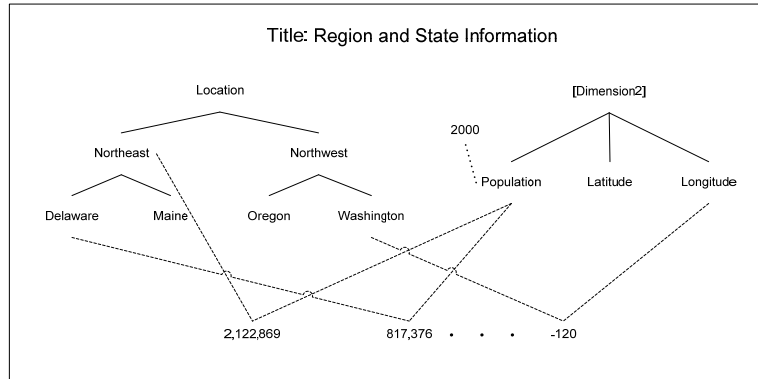 Title: Region and State Information
Location
[Dimension2]
2000
Northeast
Northwest
Population
Latitude
Longitude
Delaware
Maine
Oregon
Washington
2,122,869
817,376
. . .
-120